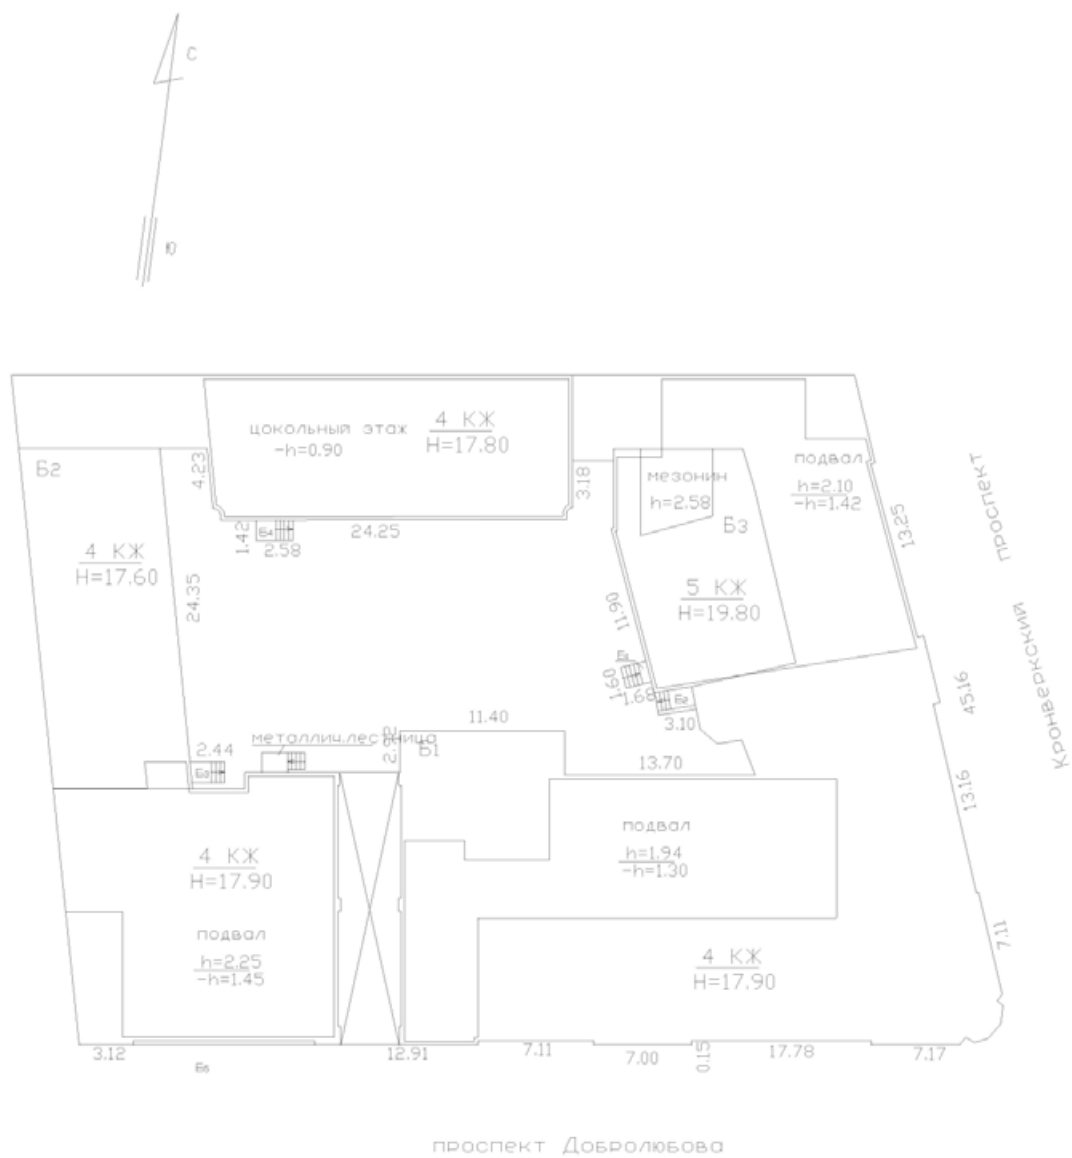 С
Ю
цокольный этаж
-h=0.90
4 КЖ
H=17.80
Б2
4.23
3.18
мезонин
h=2.58
подвал
h=2.10
-h=1.42
Б3
проспект
13.25
1.42
Б4
2.58
24.25
4 КЖ
H=17.60
24.35
11.90
5 КЖ
H=19.80
Кронверкский
1.60
1.68
Б2
3.10
45.16
11.40
металлич.лестница
Б1
2.44
Б3
13.70
13.16
подвал
h=1.94
-h=1.30
4 КЖ
H=17.90
подвал
h=2.25
-h=1.45
4 КЖ
H=17.90
7.11
3.12
12.91
7.11
7.00
0.15
17.78
7.17
Б5
проспект Добролюбова